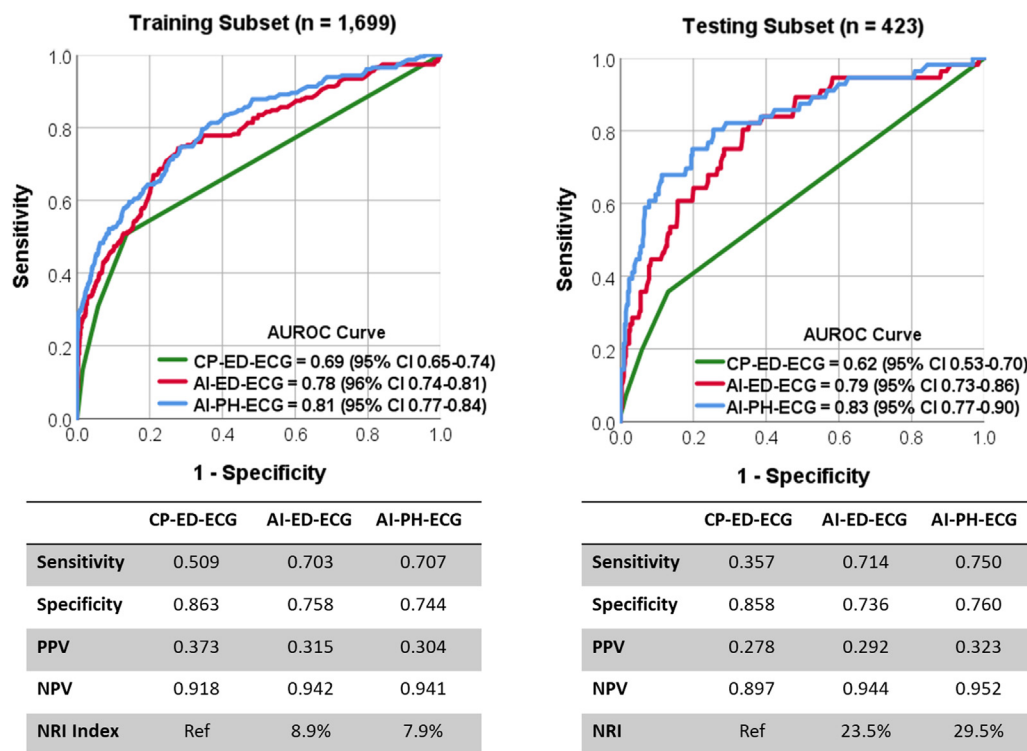 Training Subset (n = 1,699)
Sensitivity
1.0
0.8
0.6
0.4
0.2
0.0
AUROC Curve
CP-ED-ECG = 0.69 (95% CI 0.65-0.74)
AI-ED-ECG = 0.78 (96% CI 0.74-0.81)
AI-PH-ECG = 0.81 (95% CI 0.77-0.84)
0.0 0.2 0.4 0.6 0.8 1.0
1 - Specificity
CP-ED-ECG AI-ED-ECG AI-PH-ECG
Sensitivity 0.509 0.703 0.707
Specificity 0.863 0.758 0.744
PPV 0.373 0.315 0.304
NPV 0.918 0.942 0.941
NRI Index Ref 8.9% 7.9%
Testing Subset (n = 423)
Sensitivity
1.0
0.8
0.6
0.4
0.2
0.0
AUROC Curve
CP-ED-ECG = 0.62 (95% CI 0.53-0.70)
AI-ED-ECG = 0.79 (95% CI 0.73-0.86)
AI-PH-ECG = 0.83 (95% CI 0.77-0.90)
0.0 0.2 0.4 0.6 0.8 1.0
1 - Specificity
CP-ED-ECG AI-ED-ECG AI-PH-ECG
Sensitivity 0.357 0.714 0.750
Specificity 0.858 0.736 0.760
PPV 0.278 0.292 0.323
NPV 0.897 0.944 0.952
NRI Ref 23.5% 29.5%